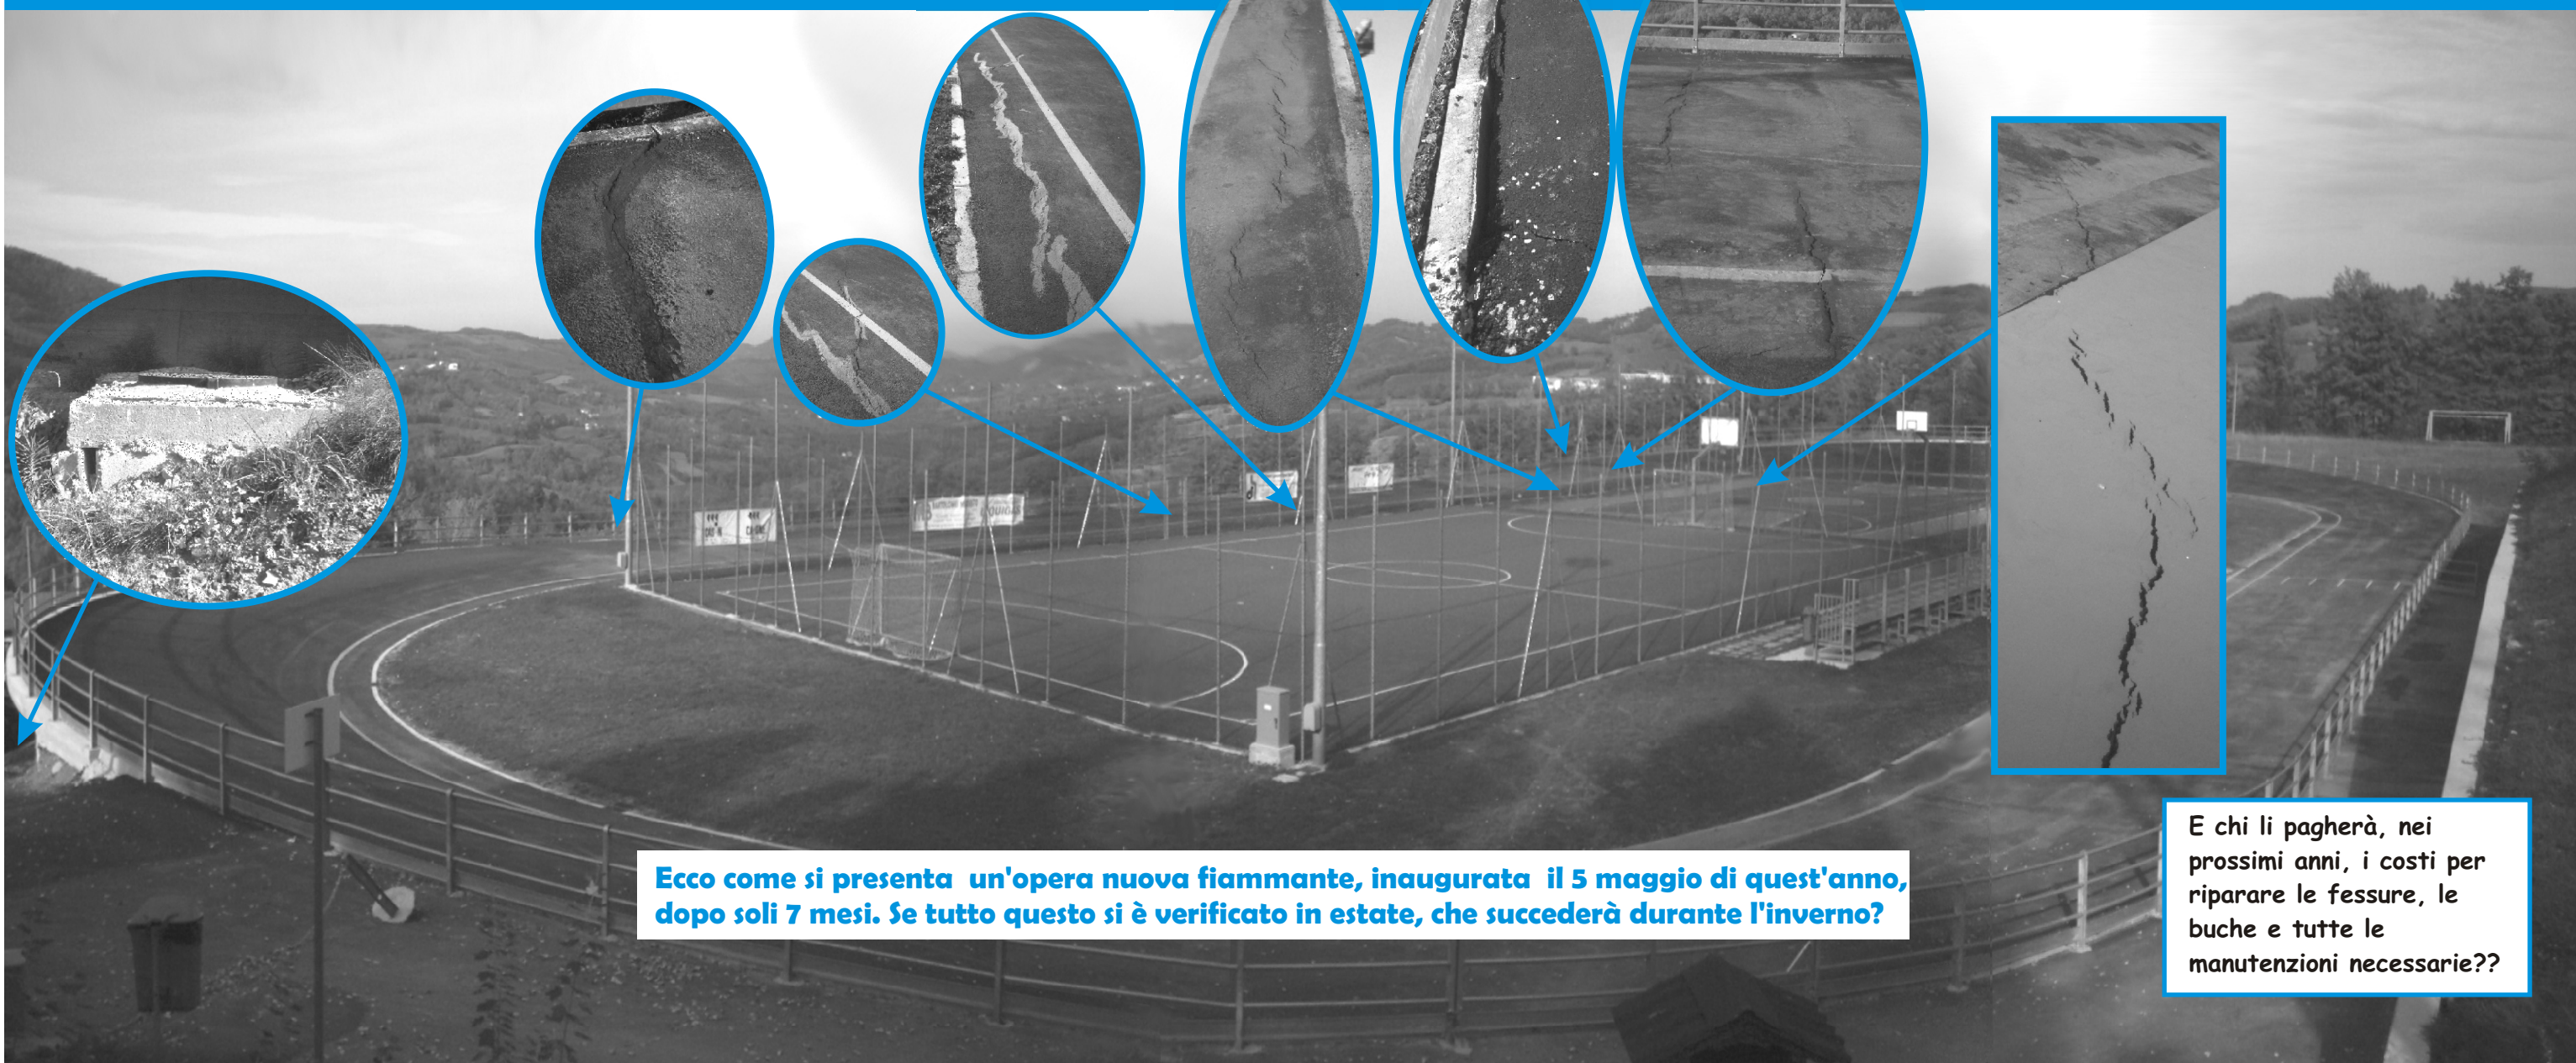 Ecco come si presenta un'opera nuova fiammante, inaugurata il 5 maggio di quest'anno,
dopo soli 7 mesi. Se tutto questo si è verificato in estate, che succederà durante l'inverno?
E chi li pagherà, nei
prossimi anni, i costi per
riparare le fessure, le
buche e tutte le
manutenzioni necessarie??